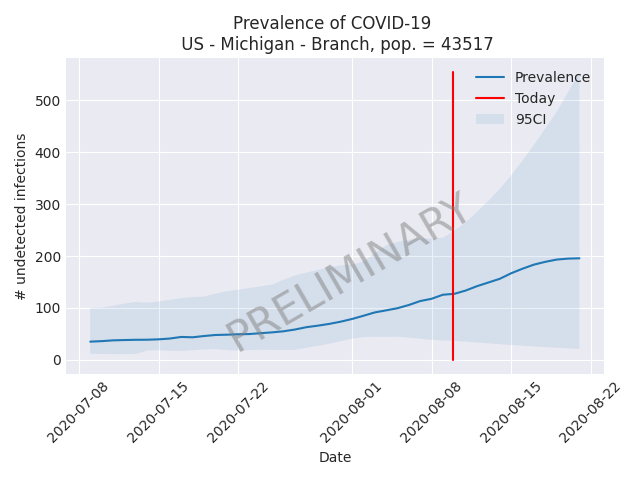 Prevalence of COVID-19
US - Michigan - Branch, pop. = 43517
Prevalence
Today
95CI
500
400
300
200
100
0
# undetected infections
PRELIMINARY
2020-07-08
2020-07-15
2020-07-22
2020-08-01
2020-08-08
2020-08-15
2020-08-22
Date